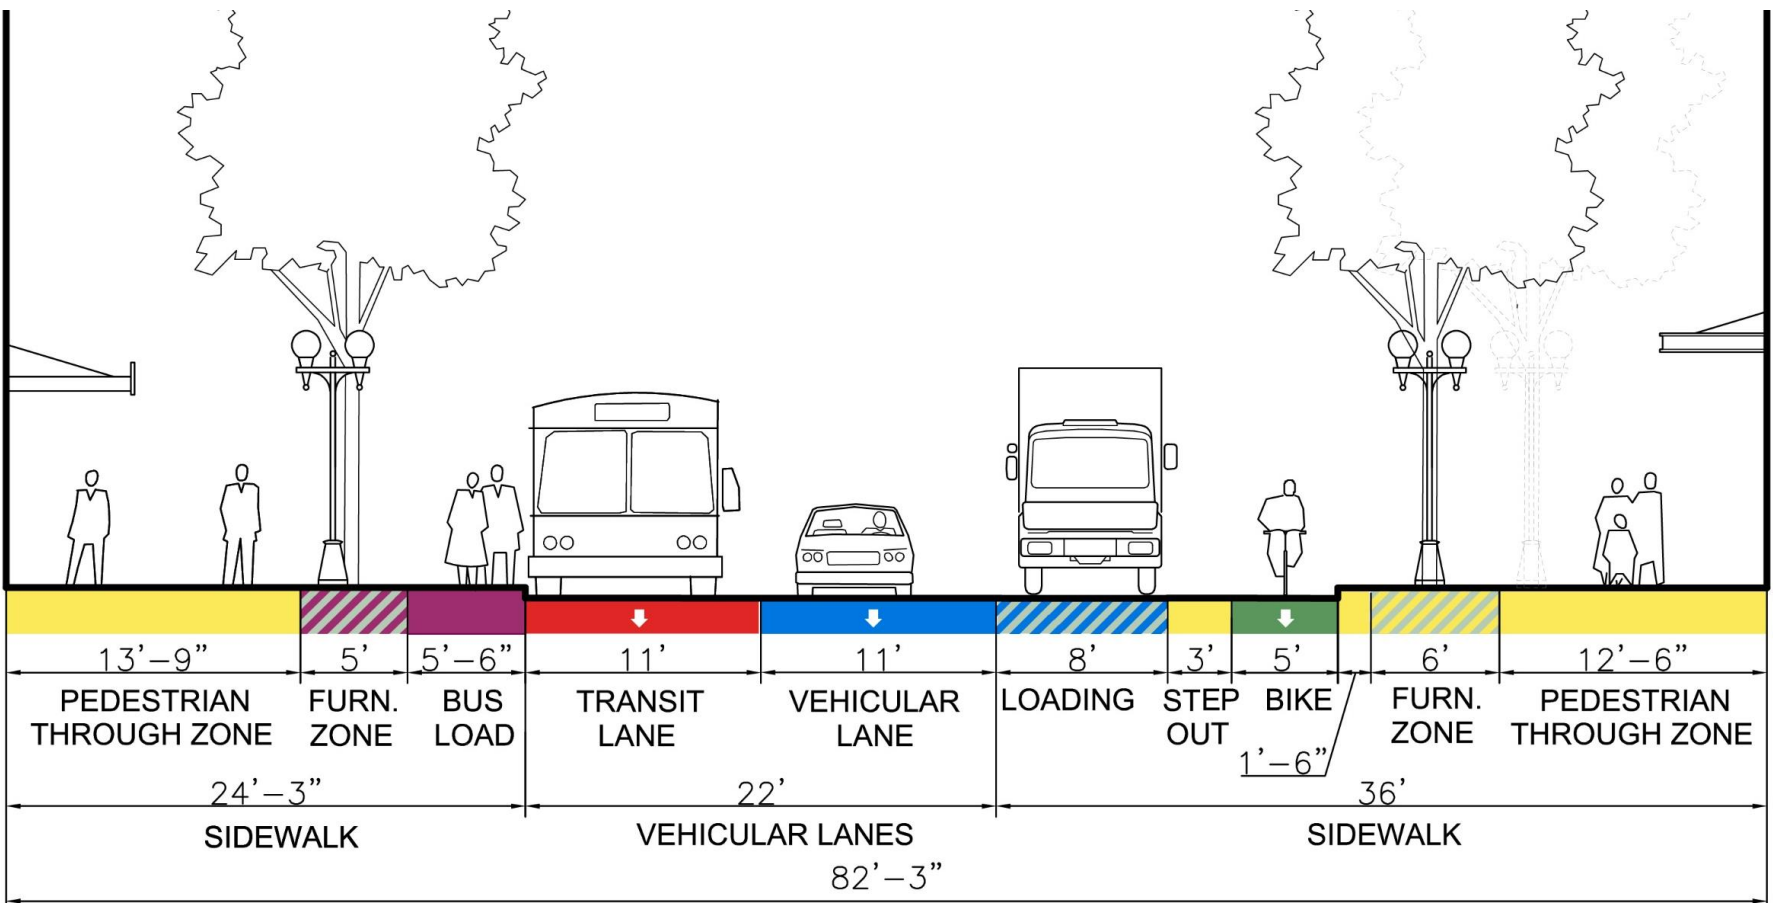 13'-9" 5' 5'-6" 11' 11' 8' 3' 5' 6' 12'-6"
PEDESTRIAN FURN. BUS TRANSIT VEHICULAR LOADING STEP BIKE FURN. PEDESTRIAN
THROUGH ZONE ZONE LOAD LANE LANE OUT ZONE THROUGH ZONE
1'-6"
24'-3" 22' 36'
SIDEWALK VEHICULAR LANES SIDEWALK
82'-3"